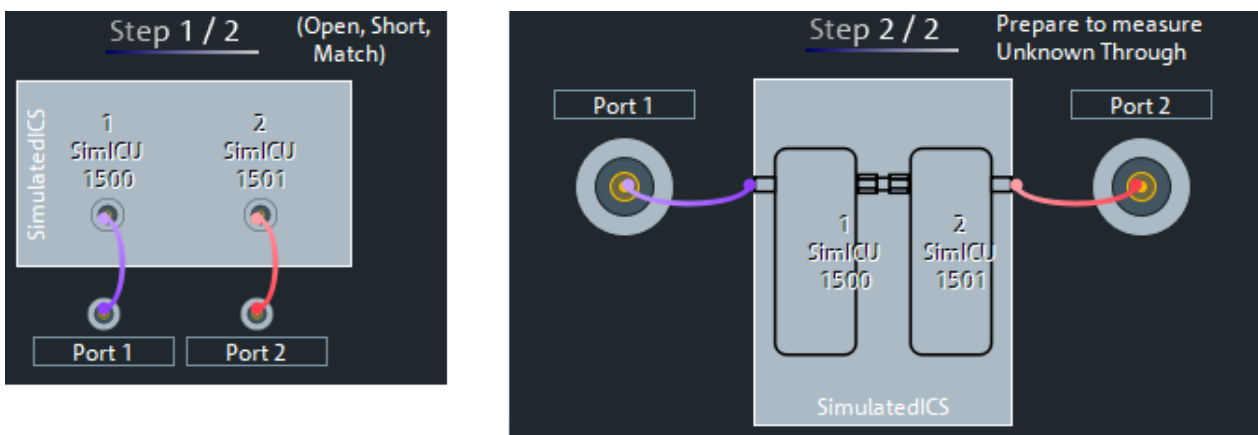 Step 1 / 2
(Open, Short,
Match)
SimulatedICS
1
SimICU
1500
2
SimICU
1501
Port 1
Port 2
Step 2 / 2
Prepare to measure
Unknown Through
Port 1
Port 2
1
SimICU
1500
2
SimICU
1501
SimulatedICS